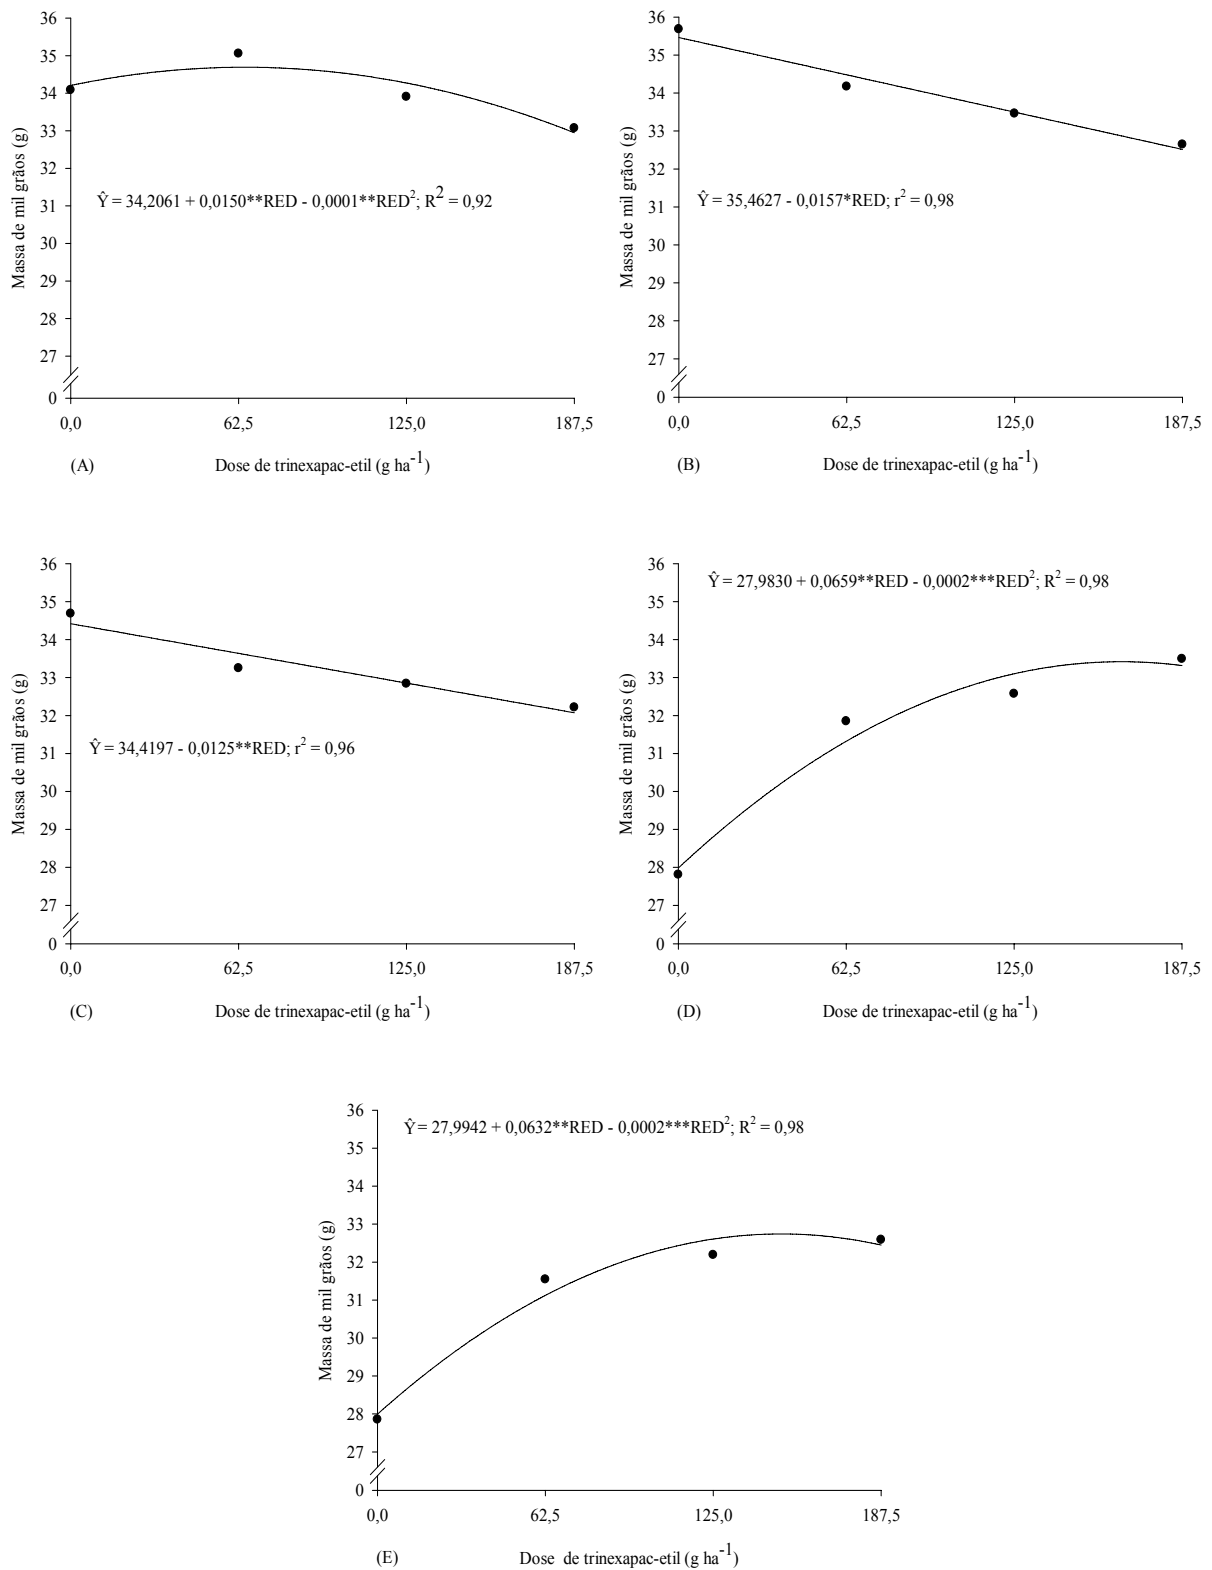 36
35
34
33
32
31
30
29
28
27
0
Massa de mil grãos (g)
Ŷ = 34,2061 + 0,0150**RED - 0,0001**RED²; R² = 0,92
0,0 62,5 125,0 187,5
(A) Dose de trinexapac-etil (g ha⁻¹)
36
35
34
33
32
31
30
29
28
27
0
Massa de mil grãos (g)
Ŷ = 35,4627 - 0,0157*RED; r² = 0,98
0,0 62,5 125,0 187,5
(B) Dose de trinexapac-etil (g ha⁻¹)
36
35
34
33
32
31
30
29
28
27
0
Massa de mil grãos (g)
Ŷ = 34,4197 - 0,0125**RED; r² = 0,96
0,0 62,5 125,0 187,5
(C) Dose de trinexapac-etil (g ha⁻¹)
36
35
34
33
32
31
30
29
28
27
0
Massa de mil grãos (g)
Ŷ = 27,9830 + 0,0659**RED - 0,0002***RED²; R² = 0,98
0,0 62,5 125,0 187,5
(D) Dose de trinexapac-etil (g ha⁻¹)
36
35
34
33
32
31
30
29
28
27
0
Massa de mil grãos (g)
Ŷ = 27,9942 + 0,0632**RED - 0,0002***RED²; R² = 0,98
0,0 62,5 125,0 187,5
(E) Dose de trinexapac-etil (g ha⁻¹)